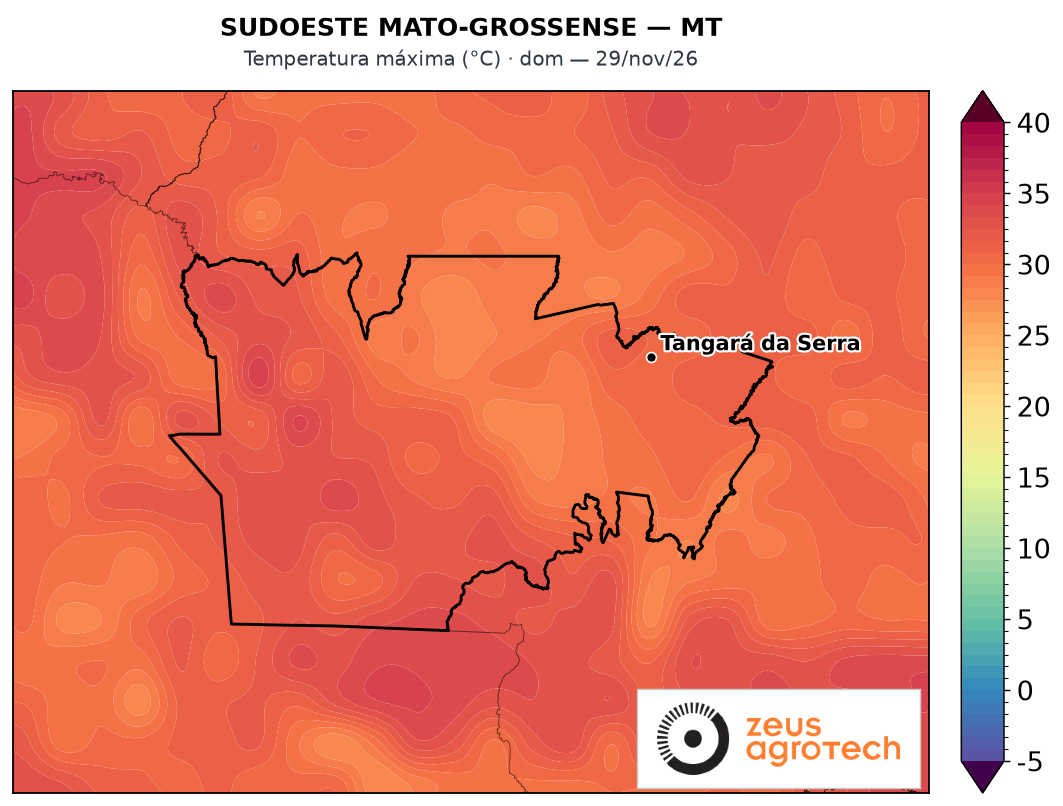 SUDOESTE MATO-GROSSENSE — MT
Temperatura máxima (°C) · dom — 29/nov/26
Tangará da Serra
40
35
30
25
20
15
10
5
0
-5
zeus
agrotech